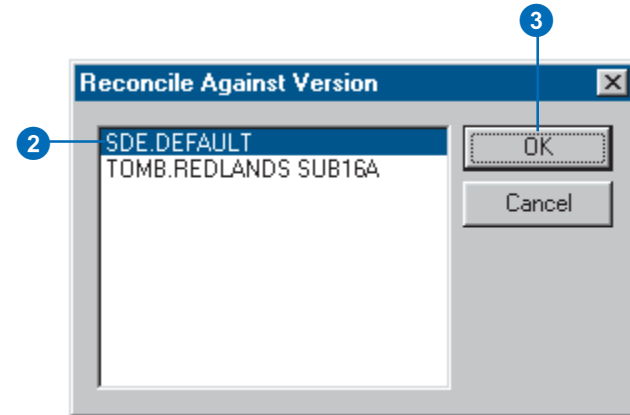 3
Reconcile Against Version
2
SDE.DEFAULT
OK
TOMB.REDLANDS SUB16A
Cancel